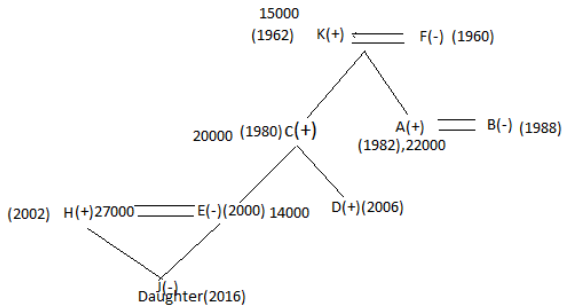 15000
(1962) K(+) F(-) (1960)
20000 (1980) C(+) A(+) B(-) (1988)
(1982),22000
(2002) H(+) 27000 E(-)(2000) 14000 D(+)(2006)
J(-)
Daughter(2016)